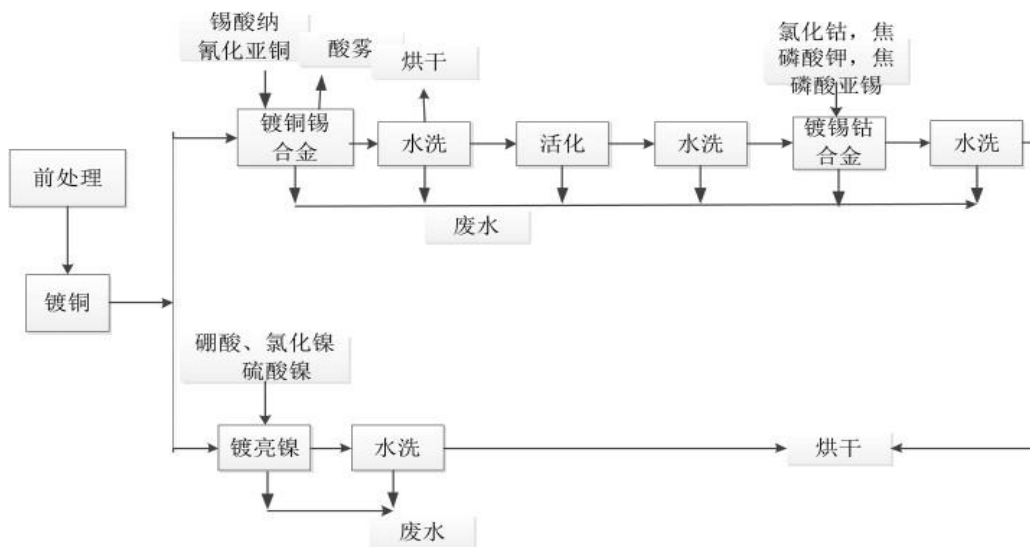 锡酸纳
氰化亚铜
酸雾
烘干
氯化钴，焦
磷酸钾，焦
磷酸亚锡
镀铜锡
合金
水洗
活化
水洗
镀锡钴
合金
水洗
前处理
废水
镀铜
硼酸、氯化镍
硫酸镍
镀亮镍
水洗
烘干
废水